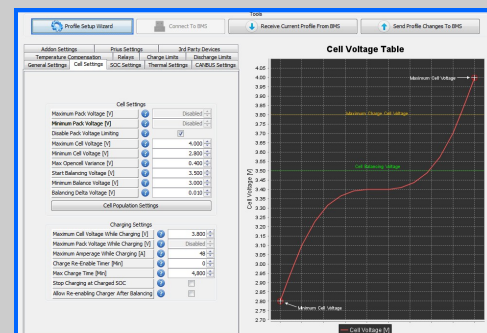 Tools
Profile Setup Wizard
Connect To BMS
Receive Current Profile From BMS
Send Profile Changes To BMS
Addon Settings
Prius Settings
3rd Party Devices
Temperature Compensation
Relays
Charge Limits
Discharge Limits
General Settings
Cell Settings
SOC Settings
Thermal Settings
CANBUS Settings
Cell Settings
Maximum Pack Voltage [V] Disabled
Minimum Pack Voltage [V] Disabled
Disable Pack Voltage Limiting
Maximum Cell Voltage [V] 4.000
Minimum Cell Voltage [V] 2.800
Max Opencell Variance [V] 0.400
Start Balancing Voltage [V] 3.500
Minimum Balance Voltage [V] 3.000
Balancing Delta Voltage [V] 0.010
Cell Population Settings
Charging Settings
Maximum Cell Voltage While Charging [V] 3.800
Maximum Pack Voltage While Charging [V] Disabled
Maximum Amperage While Charging [A] 48
Charge Re-Enable Timer [Min] 0
Max Charge Time [Min] 4,800
Stop Charging at Charged SOC
Allow Re-enabling Charger After Balancing
Cell Voltage Table
Cell Voltage [V]
4.05
4.00
3.95
3.90
3.85
3.80
3.75
3.70
3.65
3.60
3.55
3.50
3.45
3.40
3.35
3.30
3.25
3.20
3.15
3.10
3.05
3.00
2.95
2.90
2.85
2.80
2.75
2.70
Maximum Cell Voltage
Maximum Charge Cell Voltage
Cell Balancing Voltage
Minimum Cell Voltage
Cell Voltage [V]